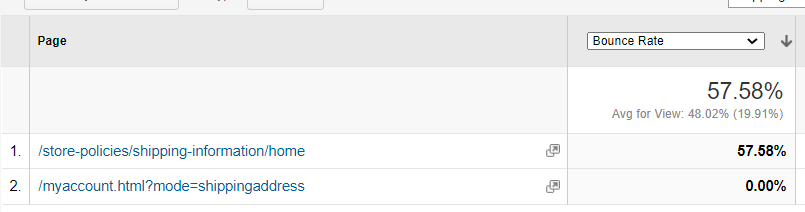 Page
Bounce Rate
57.58%
Avg for View: 48.02% (19.91%)
1. /store-policies/shipping-information/home 57.58%
2. /myaccount.html?mode=shippingaddress 0.00%